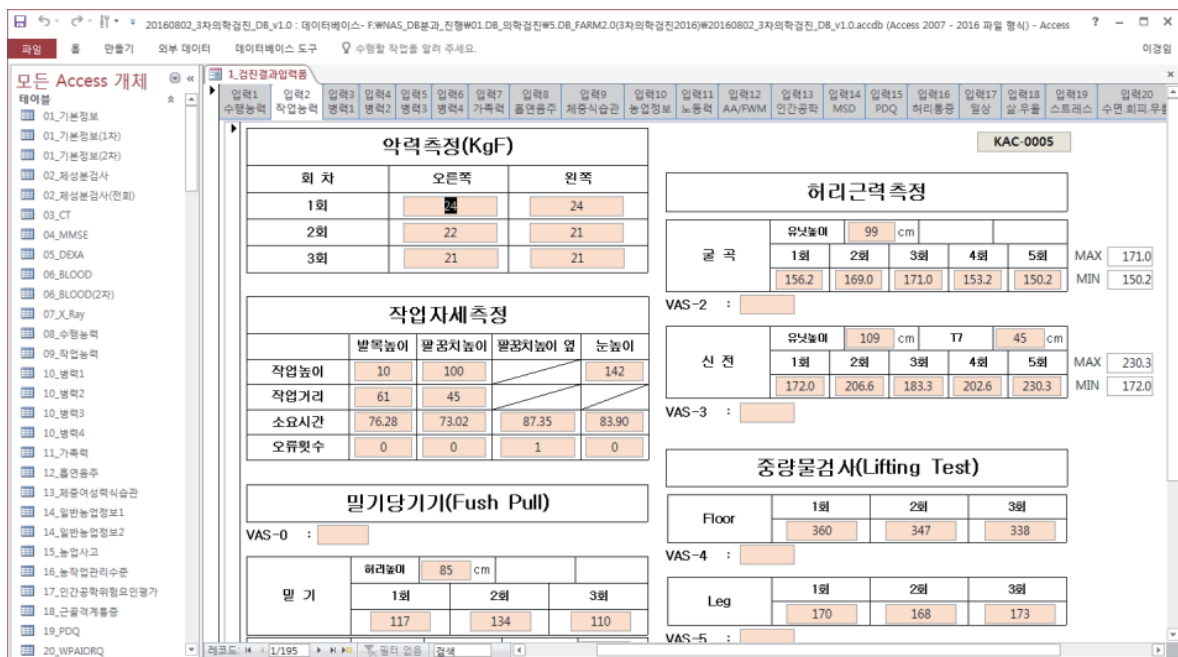 20160802_3차의학검진_DB_v1.0 : 데이터베이스- F:₩NAS_DB분과_진행₩01.DB_의학검진₩5.DB_FARM2.0(3차의학검진2016)₩20160802_3차의학검진_DB_v1.0.accdb (Access 2007 - 2016 파일 형식) - Access
파일 홈 만들기 외부 데이터 데이터베이스 도구 수행할 작업을 알려 주세요. 이경임
모든 Access 개체
테이블
01_기본정보
01_기본정보(1차)
01_기본정보(2차)
02_체성분검사
02_체성분검사(전회)
03_CT
04_MMSE
05_DEXA
06_BLOOD
06_BLOOD(2차)
07_X_Ray
08_수행능력
09_작업능력
10_병력1
10_병력2
10_병력3
10_병력4
11_가족력
12_흡연음주
13_체중여성력식습관
14_일반농업정보1
14_일반농업정보2
15_농업사고
16_농작업관리수준
17_인간공학위험요인평가
18_근골격계통증
19_PDQ
20_WPAIORQ
1_검진결과입력폼
입력1 입력2 입력3 입력4 입력5 입력6 입력7 입력8 입력9 입력10 입력11 입력12 입력13 입력14 입력15 입력16 입력17 입력18 입력19 입력20
수행능력 작업능력 병력1 병력2 병력3 병력4 가족력 흡연음주 체중식습관 농업정보 노동력 AA/FWM 인간공학 MSD PDQ 허리통증 일상 삶.우울 스트레스 수면.회피.무릎
KAC-0005
악력측정(KgF)
회 차 오른쪽 왼쪽
1회 24 24
2회 22 21
3회 21 21
작업자세측정
발목높이 팔꿈치높이 팔꿈치높이 옆 눈높이
작업높이 10 100 142
작업거리 61 45
소요시간 76.28 73.02 87.35 83.90
오류횟수 0 0 1 0
밀기당기기(Fush Pull)
VAS-0 :
허리높이 85 cm
밀 기 1회 2회 3회
117 134 110
허리근력측정
유닛높이 99 cm
굴 곡 1회 2회 3회 4회 5회 MAX 171.0
156.2 169.0 171.0 153.2 150.2 MIN 150.2
VAS-2 :
유닛높이 109 cm T7 45 cm
신 전 1회 2회 3회 4회 5회 MAX 230.3
172.0 206.6 183.3 202.6 230.3 MIN 172.0
VAS-3 :
중량물검사(Lifting Test)
Floor 1회 2회 3회
360 347 338
VAS-4 :
Leg 1회 2회 3회
170 168 173
VAS-5 :
레코드: 1/195 필터 없음 검색